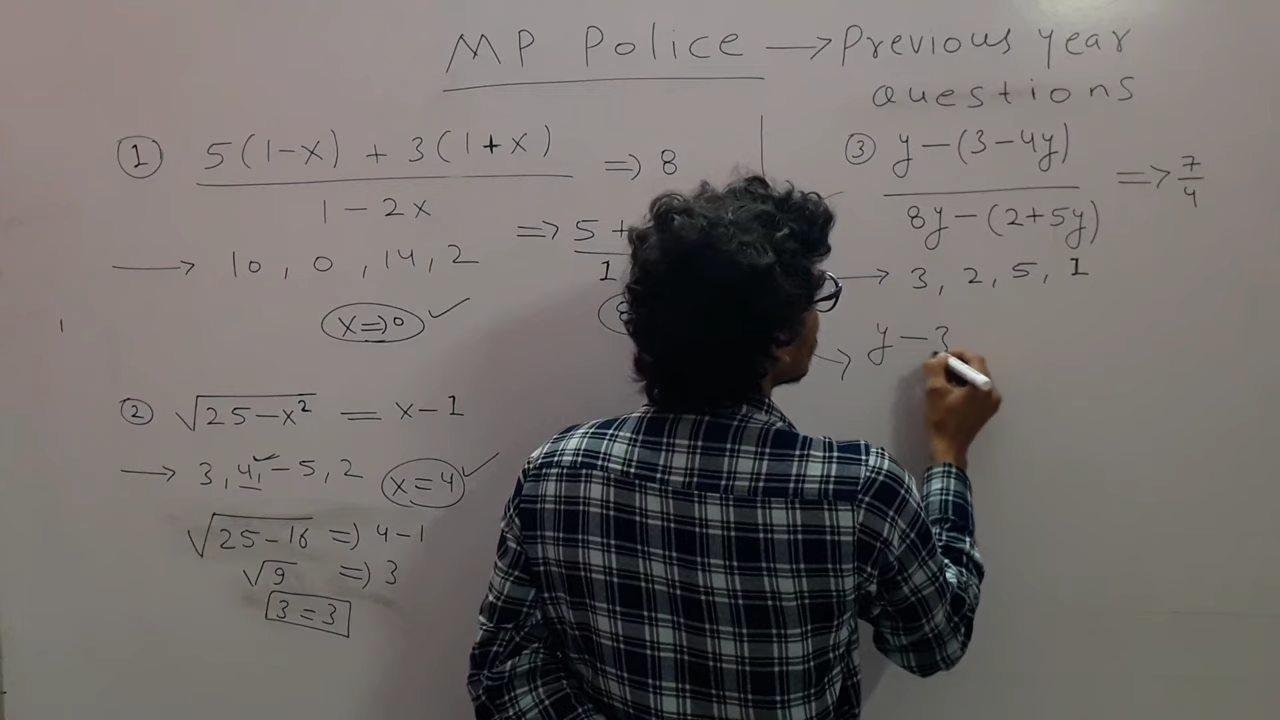 MP Police → Previous year
questions
① (5(1-x) + 3(1+x)) / (1-2x) => 8
=> 5 + / 1
→ 10, 0, 14, 2
x=>0 ✓
② √(25-x²) = x-1
→ 3, 4, ✓ -5, 2
x=4 ✓
√(25-16) => 4-1
√9 => 3
3=3
③ (y-(3-4y)) / (8y-(2+5y)) => 7/4
→ 3, 2, 5, 1
→ y-3